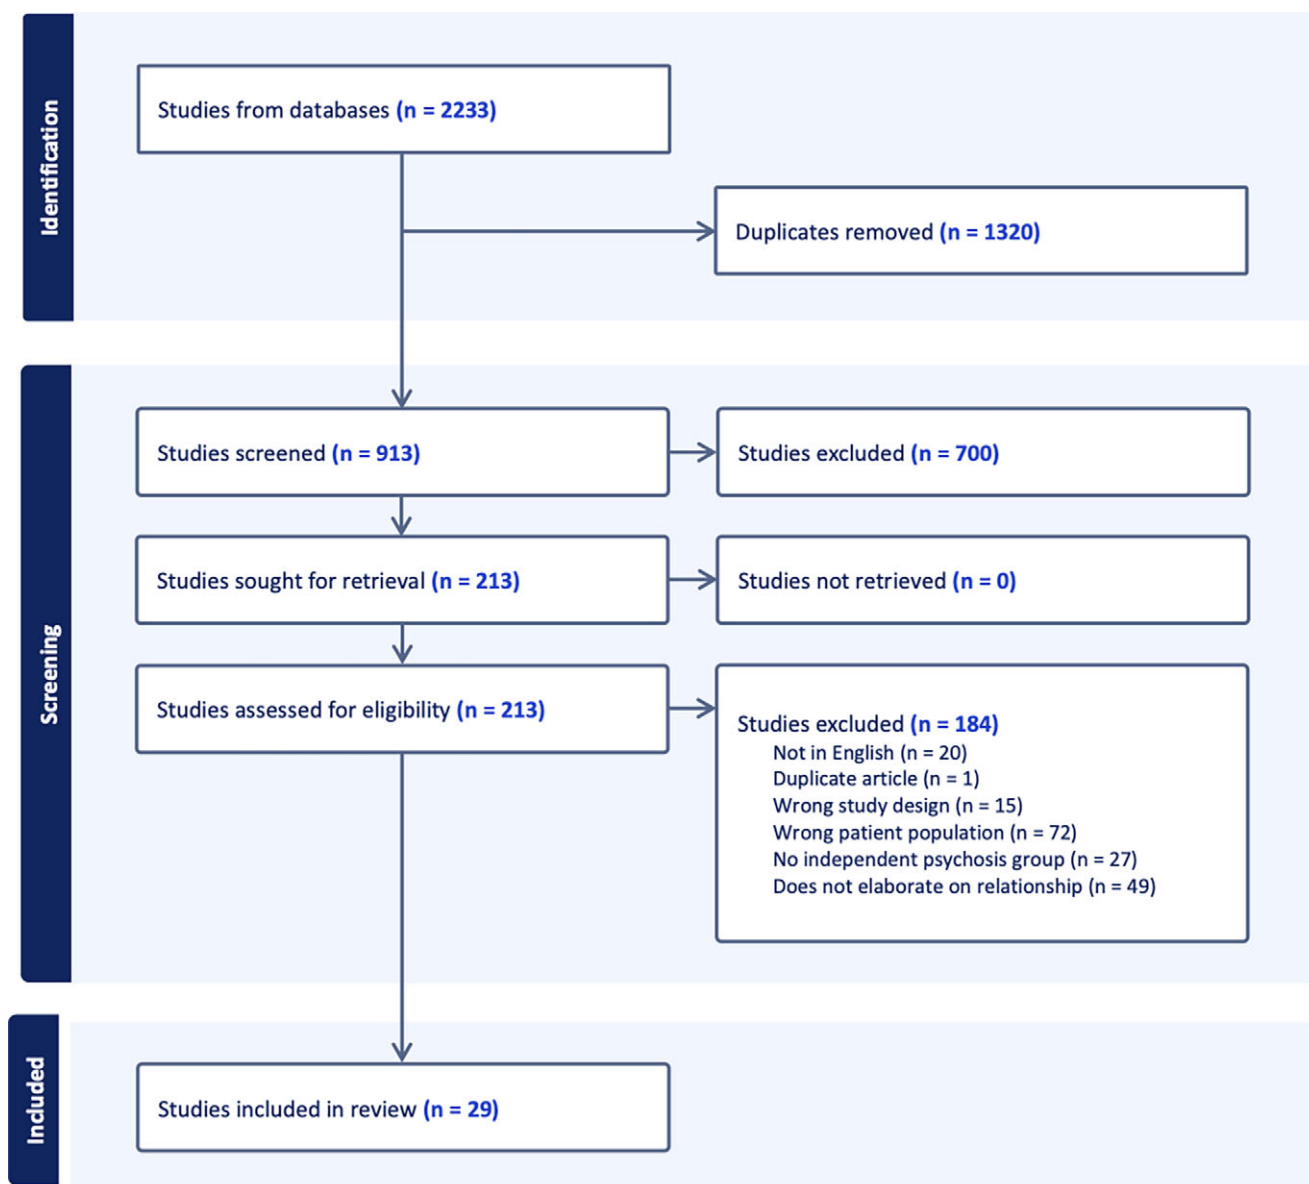 Identification
Studies from databases (n = 2233)
Duplicates removed (n = 1320)
Screening
Studies screened (n = 913)
Studies excluded (n = 700)
Studies sought for retrieval (n = 213)
Studies not retrieved (n = 0)
Studies assessed for eligibility (n = 213)
Studies excluded (n = 184)
Not in English (n = 20)
Duplicate article (n = 1)
Wrong study design (n = 15)
Wrong patient population (n = 72)
No independent psychosis group (n = 27)
Does not elaborate on relationship (n = 49)
Included
Studies included in review (n = 29)